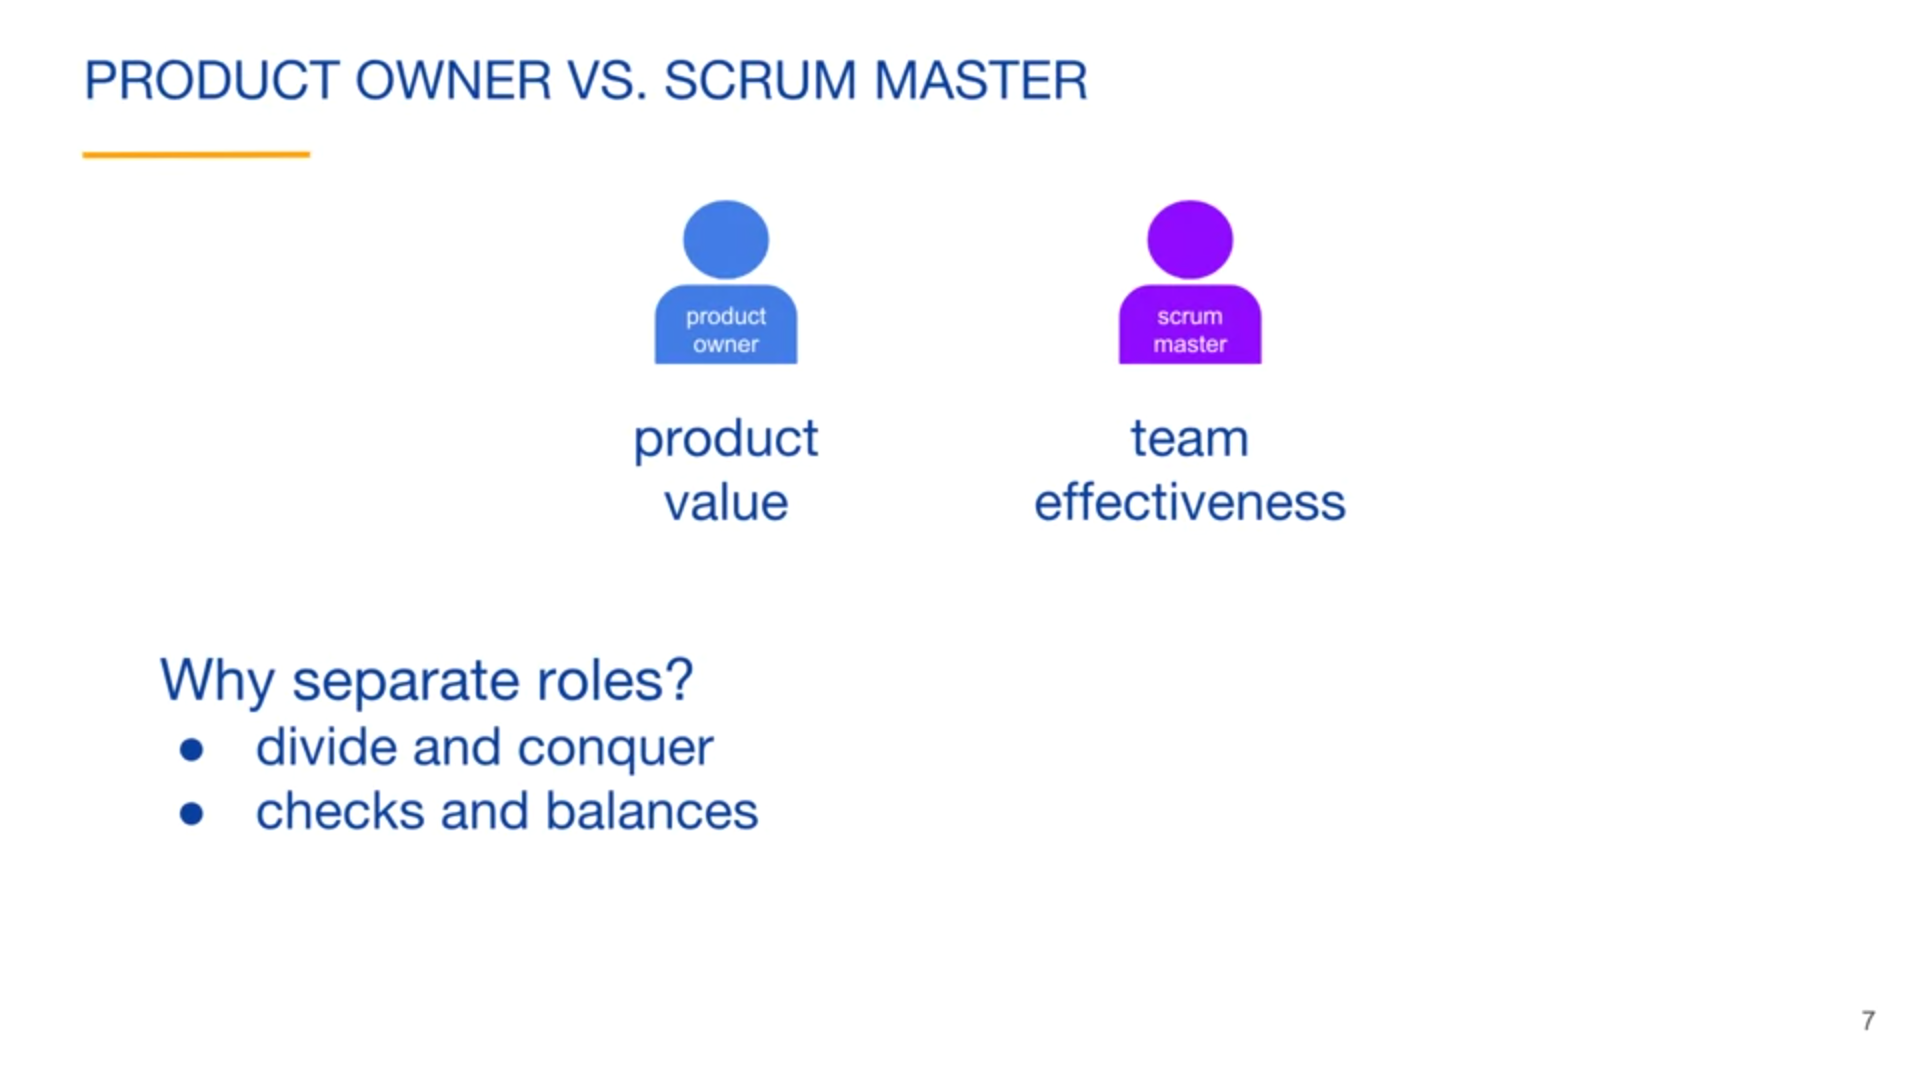 PRODUCT OWNER VS. SCRUM MASTER
product
owner
scrum
master
product
value
team
effectiveness
Why separate roles?
● divide and conquer
● checks and balances
7